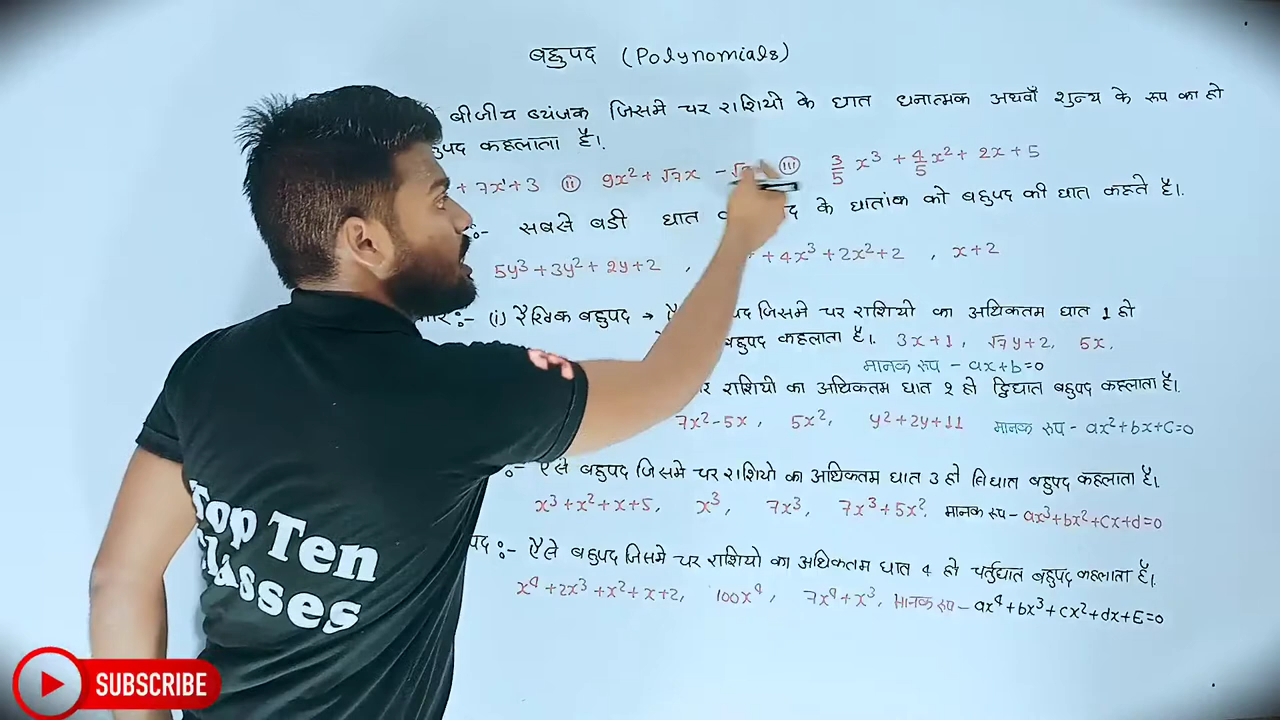 बहुपद (Polynomials)
बीजीय व्यंजक जिसमे चर राशियो के घात धनात्मक अथवाँ शुन्य के रूप का हो
कहलाता है।
+ 7x¹+3 (ii) 9x²+√7x - (iii) 3/5 x³ + 4/5 x² + 2x + 5
:- सबसे बडी घात के घातांक को बहुपद की घात कहते है।
5y³+3y²+2y+2 , +4x³+2x²+2 , x+2
:- (i) रैखिक बहुपद → जिसमे चर राशियो का अधिकतम घात 1 हो
बहुपद कहलाता है। 3x+1, √7y+2, 5x,
मानक रूप - ax+b=0
राशियो का अधिकतम घात 2 हो द्विघात बहुपद कहलाता है।
7x²-5x, 5x², y²+2y+11 मानक रूप - ax²+bx+c=0
:- ऐसे बहुपद जिसमे चर राशियो का अधिकतम घात 3 हो त्रिघात बहुपद कहलाता है।
x³+x²+x+5, x³, 7x³, 7x³+5x², मानक रूप - ax³+bx²+cx+d=0
:- ऐसे बहुपद जिसमे चर राशियो का अधिकतम घात 4 हो चर्तुघात बहुपद कहलाता है।
x⁴+2x³+x²+x+2, 100x⁴, 7x⁴+x³, मानक रूप - ax⁴+bx³+cx²+dx+E=0
Top Ten
Classes
SUBSCRIBE